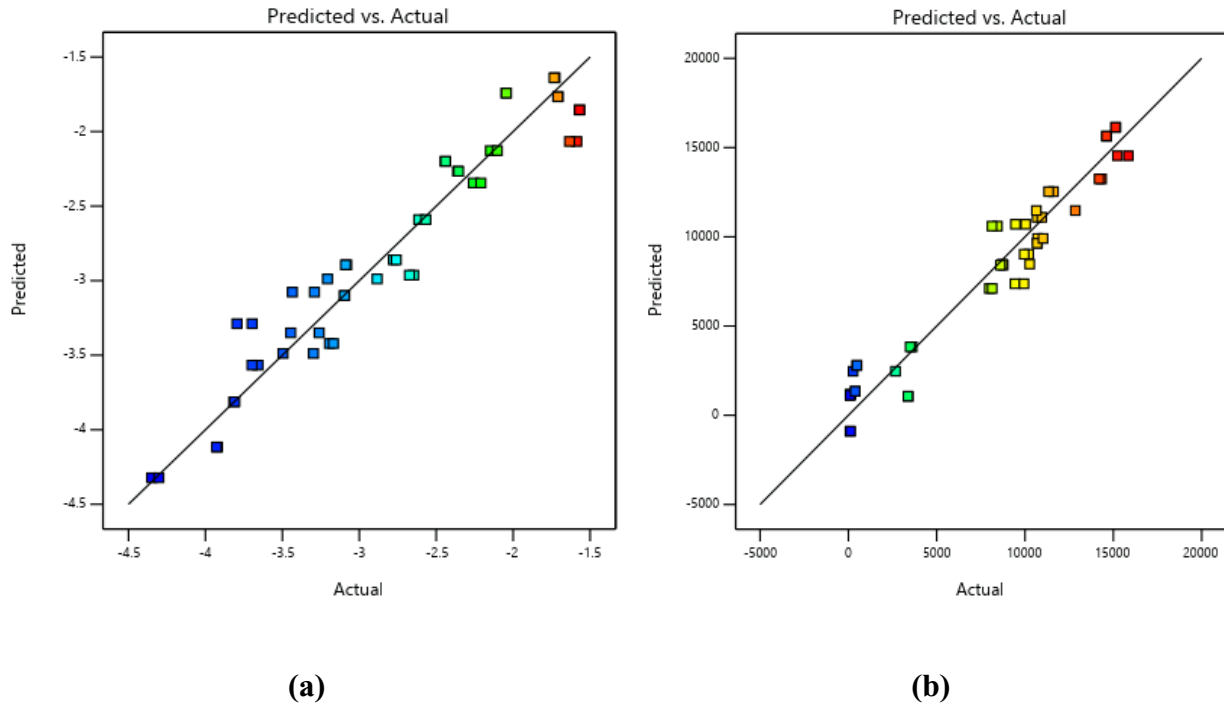 Predicted vs. Actual
-1.5
-2
-2.5
-3
-3.5
-4
-4.5
Predicted
-4.5 -4 -3.5 -3 -2.5 -2 -1.5
Actual
(a)
Predicted vs. Actual
20000
15000
10000
5000
0
-5000
Predicted
-5000 0 5000 10000 15000 20000
Actual
(b)